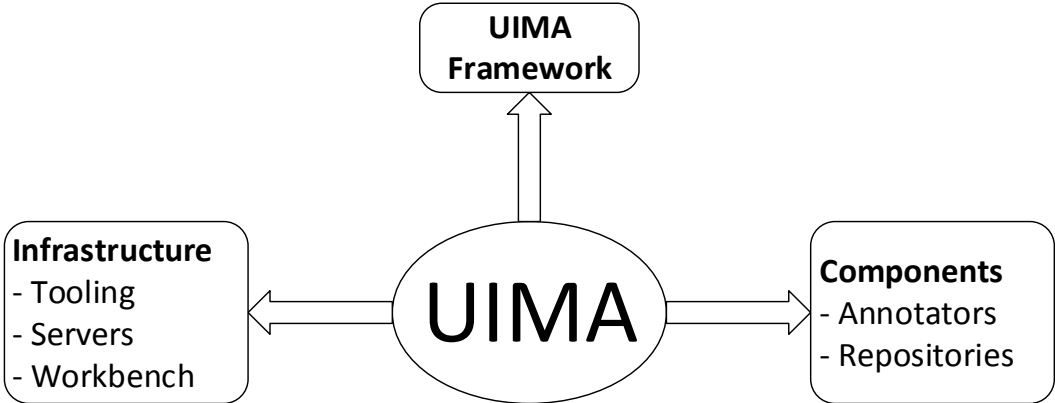 UIMA
Framework
Infrastructure
- Tooling
- Servers
- Workbench
UIMA
Components
- Annotators
- Repositories